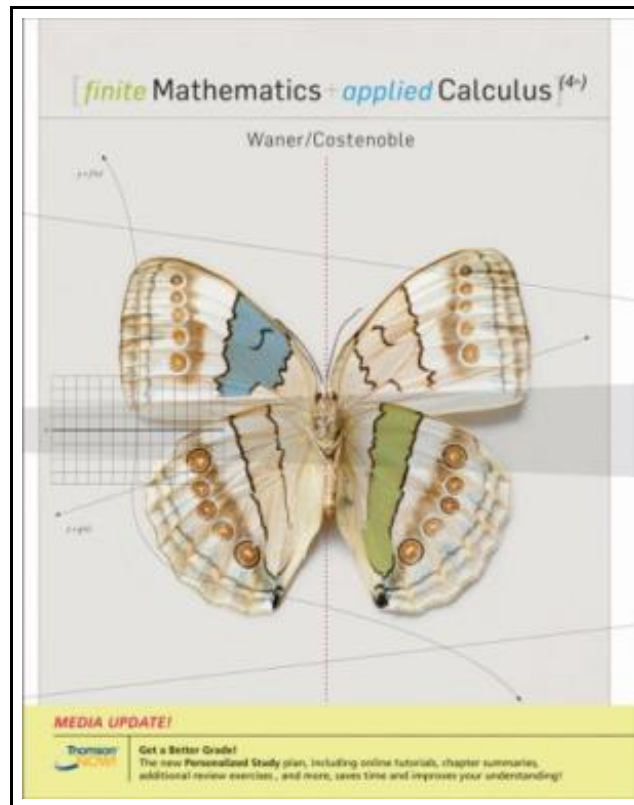 [finite Mathematics + applied Calculus](4e)
Waner/Costenoble
y = f(x)
y = g(x)
MEDIA UPDATE!
Thomson
NOW!
Get a Better Grade!
The new Personalized Study plan, including online tutorials, chapter summaries,
additional review exercises, and more, saves time and improves your understanding!